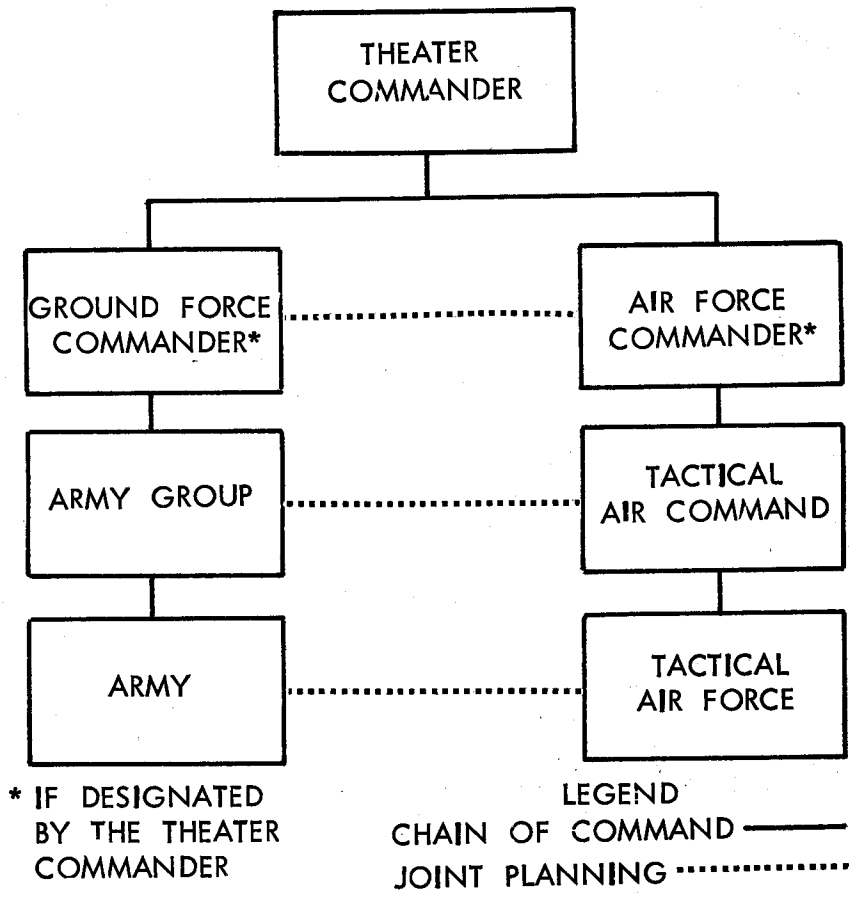 THEATER
COMMANDER
GROUND FORCE
COMMANDER*
AIR FORCE
COMMANDER*
ARMY GROUP
TACTICAL
AIR COMMAND
ARMY
TACTICAL
AIR FORCE
* IF DESIGNATED
BY THE THEATER
COMMANDER
LEGEND
CHAIN OF COMMAND
JOINT PLANNING